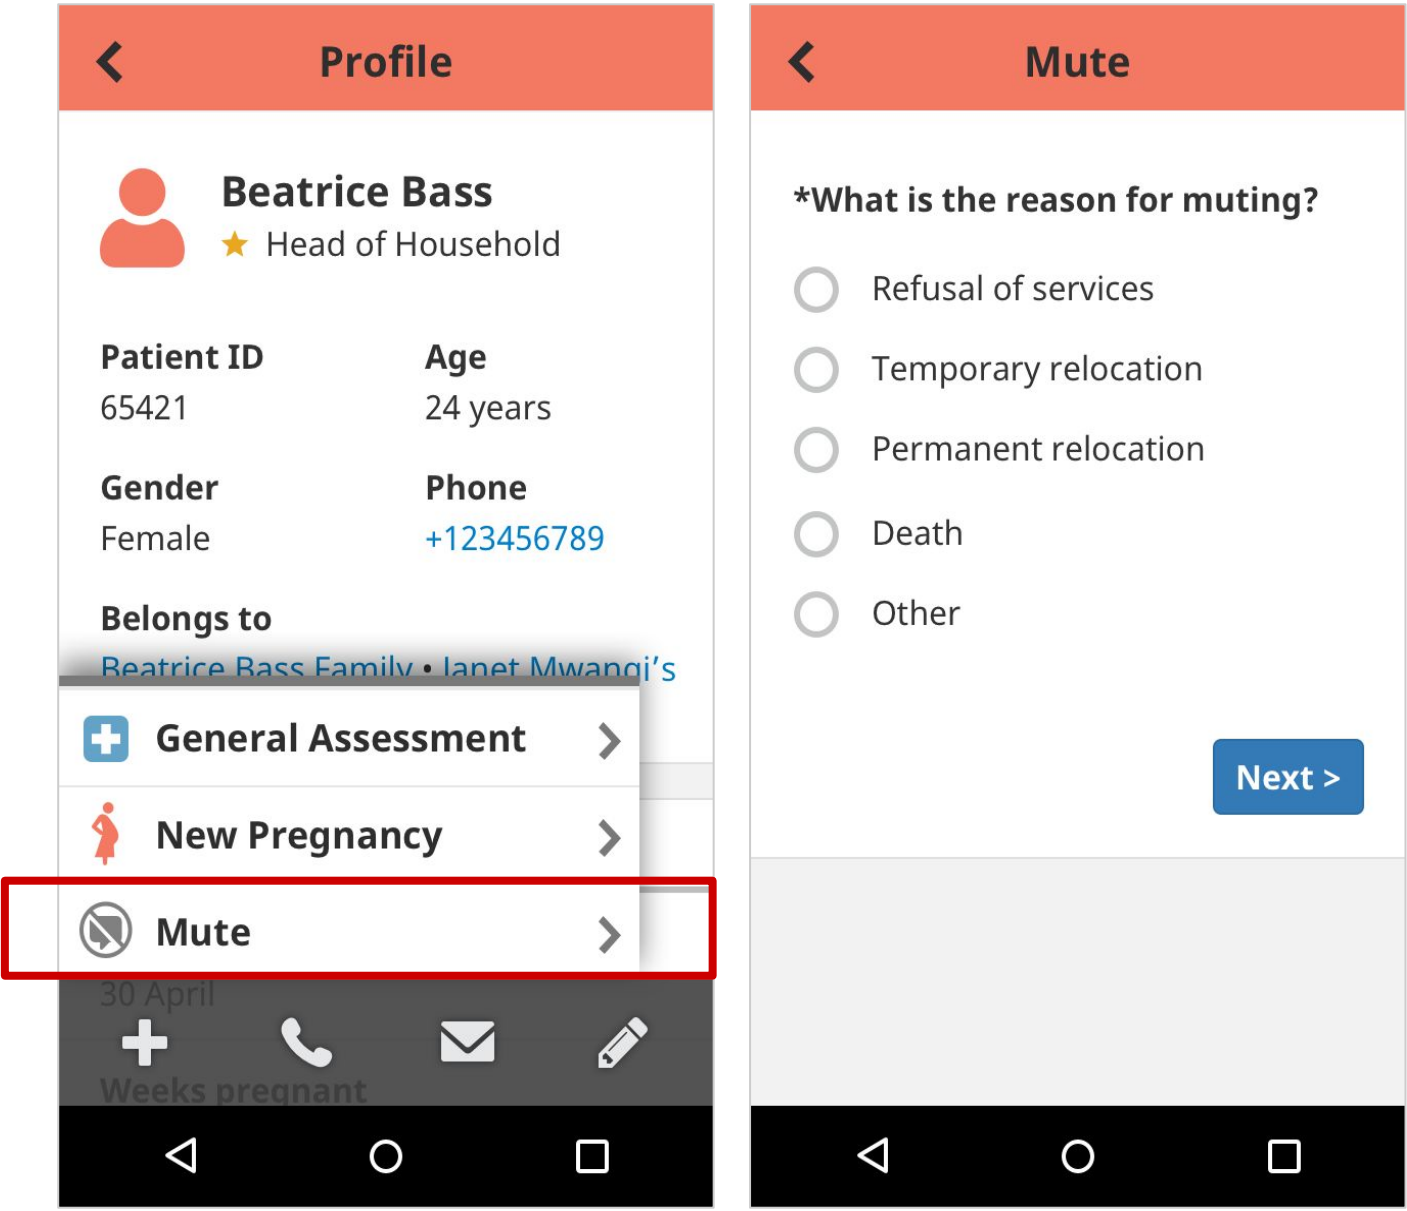 Profile
Beatrice Bass
Head of Household
Patient ID Age
65421 24 years
Gender Phone
Female +123456789
Belongs to
Beatrice Bass Family • Janet Mwangi’s
General Assessment
New Pregnancy
Mute
30 April
Weeks pregnant
Mute
*What is the reason for muting?
Refusal of services
Temporary relocation
Permanent relocation
Death
Other
Next >